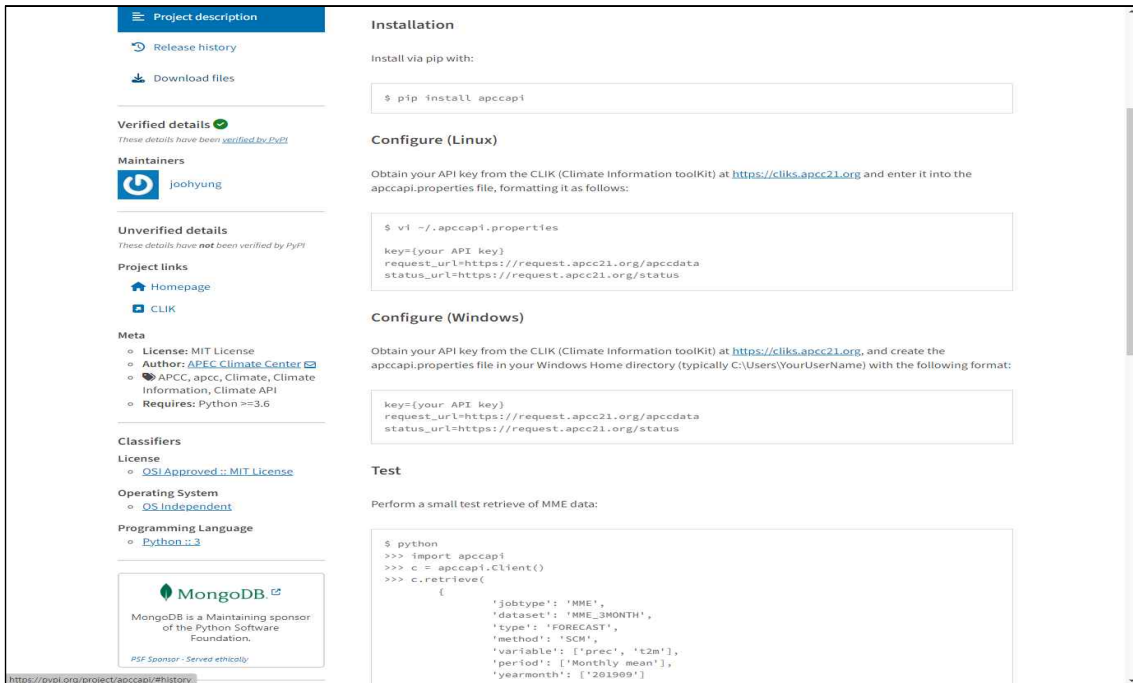 Project description
Release history
Download files
Verified details
These details have been verified by PyPI
Maintainers
joohyung
Unverified details
These details have not been verified by PyPI
Project links
Homepage
CLIK
Meta
License: MIT License
Author: APEC Climate Center
APCC, apcc, Climate, Climate
Information, Climate API
Requires: Python >=3.6
Classifiers
License
OSI Approved :: MIT License
Operating System
OS Independent
Programming Language
Python :: 3
MongoDB.
MongoDB is a Maintaining sponsor
of the Python Software
Foundation.
PSF Sponsor · Served ethically
https://pypi.org/project/apccapi/#history
Installation
Install via pip with:
$ pip install apccapi
Configure (Linux)
Obtain your API key from the CLIK (Climate Information toolKit) at https://cliks.apcc21.org and enter it into the
apccapi.properties file, formatting it as follows:
$ vi ~/.apccapi.properties
key={your API key}
request_url=https://request.apcc21.org/apccdata
status_url=https://request.apcc21.org/status
Configure (Windows)
Obtain your API key from the CLIK (Climate Information toolKit) at https://cliks.apcc21.org, and create the
apccapi.properties file in your Windows Home directory (typically C:\Users\YourUserName) with the following format:
key={your API key}
request_url=https://request.apcc21.org/apccdata
status_url=https://request.apcc21.org/status
Test
Perform a small test retrieve of MME data:
$ python
>>> import apccapi
>>> c = apccapi.Client()
>>> c.retrieve(
{
'jobtype': 'MME',
'dataset': 'MME_3MONTH',
'type': 'FORECAST',
'method': 'SCM',
'variable': ['prec', 't2m'],
'period': ['Monthly mean'],
'yearmonth': ['201909']